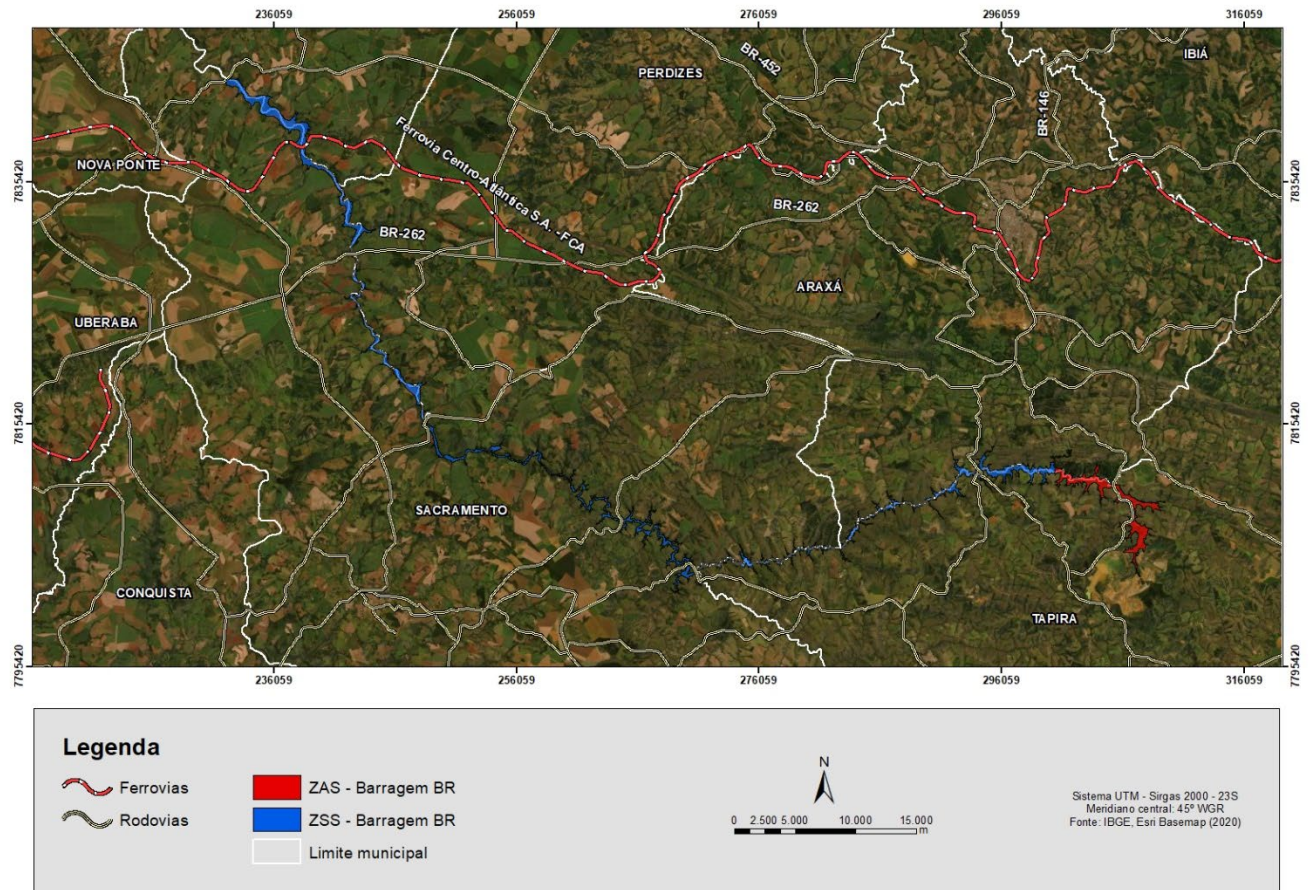 236059
256059
276059
296059
316059
BR-452
IBIÁ
PERDIZES
BR-146
Ferrovia Centro-Atlântica S.A. -FCA
NOVA PONTE
7835420
7835420
BR-262
BR-262
ARAXÁ
UBERABA
7815420
7815420
SACRAMENTO
CONQUISTA
TAPIRA
7795420
7795420
236059
256059
276059
296059
316059
Legenda
Ferrovias
Rodovias
ZAS - Barragem BR
ZSS - Barragem BR
Limite municipal
N
0 2.500 5.000 10.000 15.000
m
Sistema UTM - Sirgas 2000 - 23S
Meridiano central: 45º WGR
Fonte: IBGE, Esri Basemap (2020)